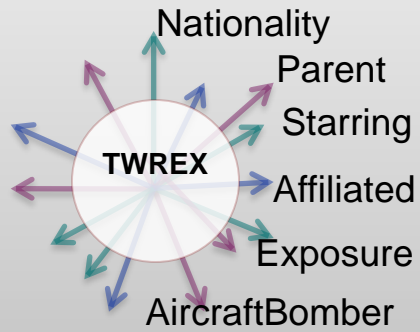 Nationality
Parent
Starring
TWREX
Affiliated
Exposure
AircraftBomber